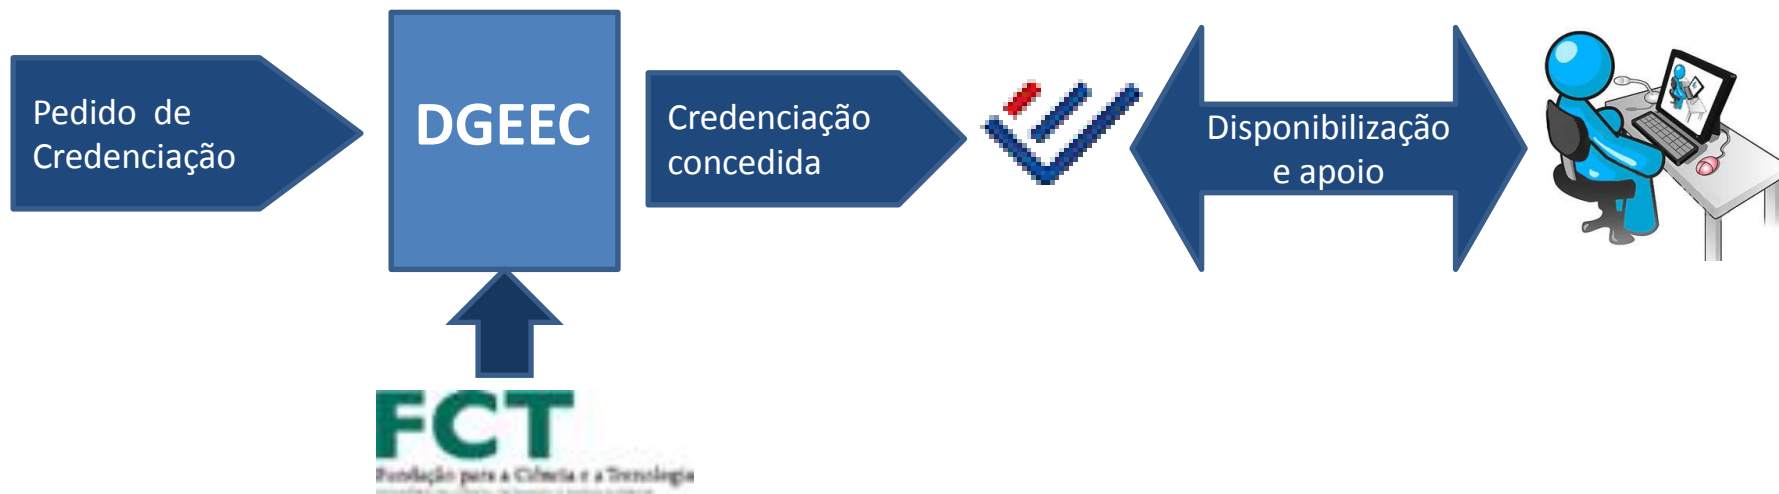 Pedido de
Credenciação
DGEEC
Credenciação
concedida
Disponibilização
e apoio
FCT
Fundação para a Ciência e a Tecnologia